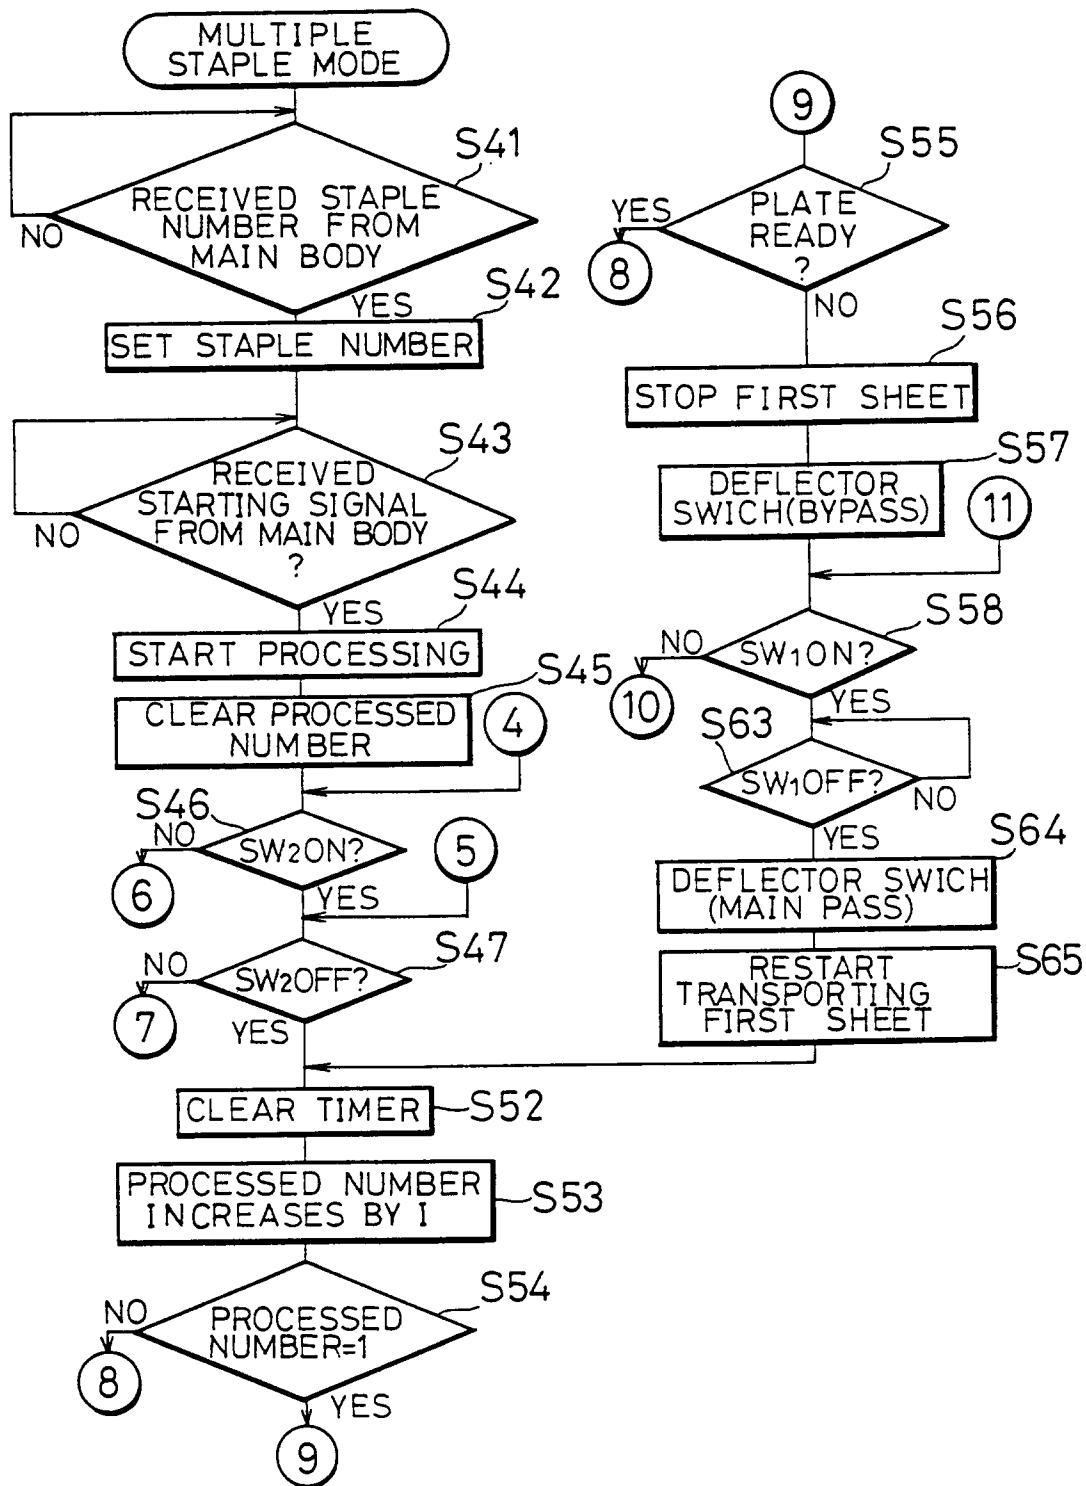 MULTIPLE
STAPLE MODE
S41
RECEIVED STAPLE
NUMBER FROM
MAIN BODY
NO
YES
S42
SET STAPLE NUMBER
S43
RECEIVED
STARTING SIGNAL
FROM MAIN BODY
?
NO
YES
S44
START PROCESSING
S45
CLEAR PROCESSED
NUMBER
4
S46
NO
SW2ON?
6
YES
5
S47
NO
SW2OFF?
7
YES
CLEAR TIMER
S52
PROCESSED NUMBER
INCREASES BY I
S53
S54
NO
PROCESSED
NUMBER=1
8
YES
9
9
S55
YES
PLATE
READY
?
8
NO
S56
STOP FIRST SHEET
S57
DEFLECTOR
SWICH(BYPASS)
11
S58
NO
SW1ON?
10
YES
S63
SW1OFF?
NO
YES
S64
DEFLECTOR SWICH
(MAIN PASS)
S65
RESTART
TRANSPORTING
FIRST SHEET